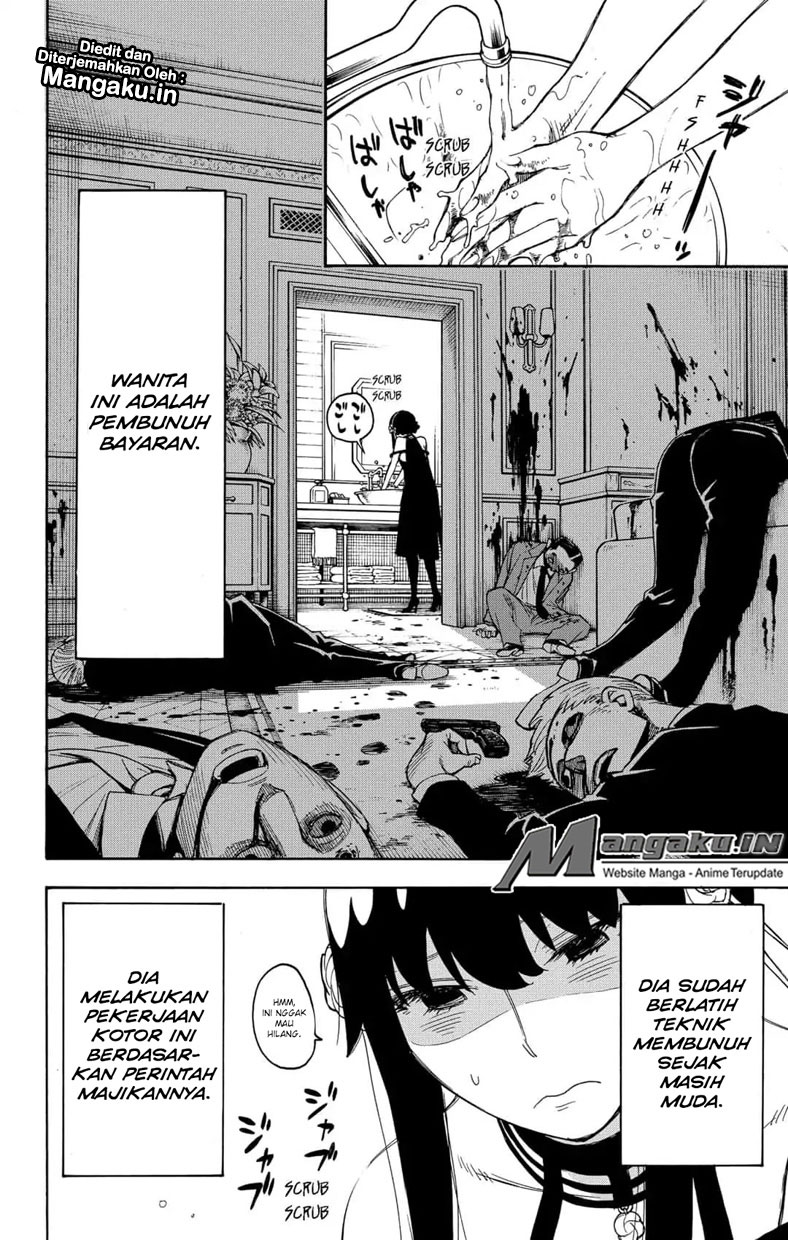 Diedit dan
Diterjemahkan Oleh :
Mangaku.in
FSHHHHH
ジャー
SCRUB
SCRUB
ばしゃ
ばしゃ
WANITA
INI ADALAH
PEMBUNUH
BAYARAN.
SCRUB
SCRUB
ごし
ごし
Mangaku.iN
Website Manga - Anime Terupdate
DIA
MELAKUKAN
PEKERJAAN
KOTOR INI
BERDASAR-
KAN PERINTAH
MAJIKANNYA.
HMM,
INI NGGAK
MAU
HILANG.
DIA SUDAH
BERLATIH
TEKNIK
MEMBUNUH
SEJAK
MASIH
MUDA.
ジャブ
ジャブ
SCRUB
SCRUB